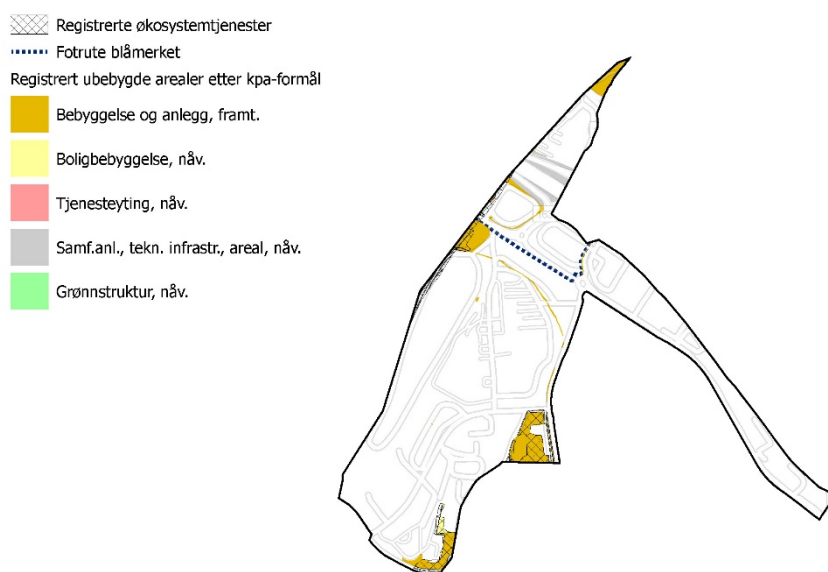 Registrerte økosystemtjenester
Fotrute blåmerket
Registrert ubebygde arealer etter kpa-formål
Bebyggelse og anlegg, framt.
Boligbebyggelse, nåv.
Tjenesteyting, nåv.
Samf.anl., tekn. infrastr., areal, nåv.
Grønnstruktur, nåv.